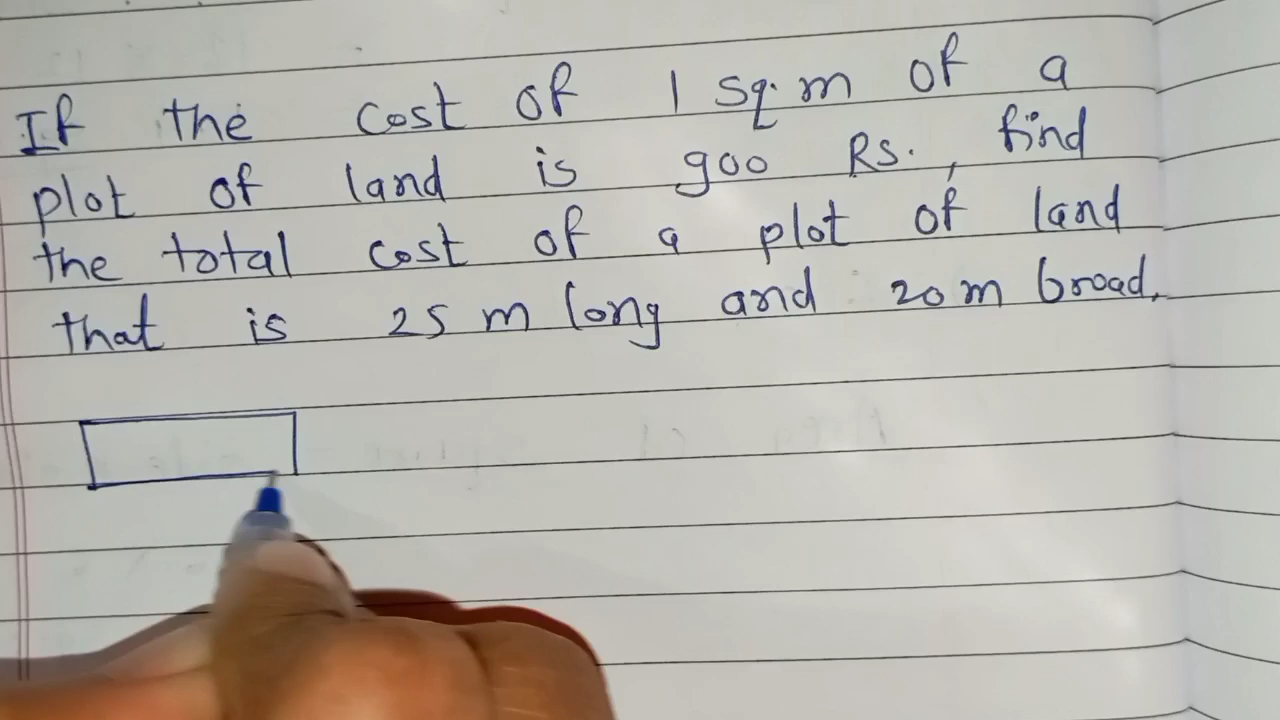 If the cost of 1 sq.m of a
plot of land is 900 Rs., find
the total cost of a plot of land
that is 25 m long and 20 m broad.